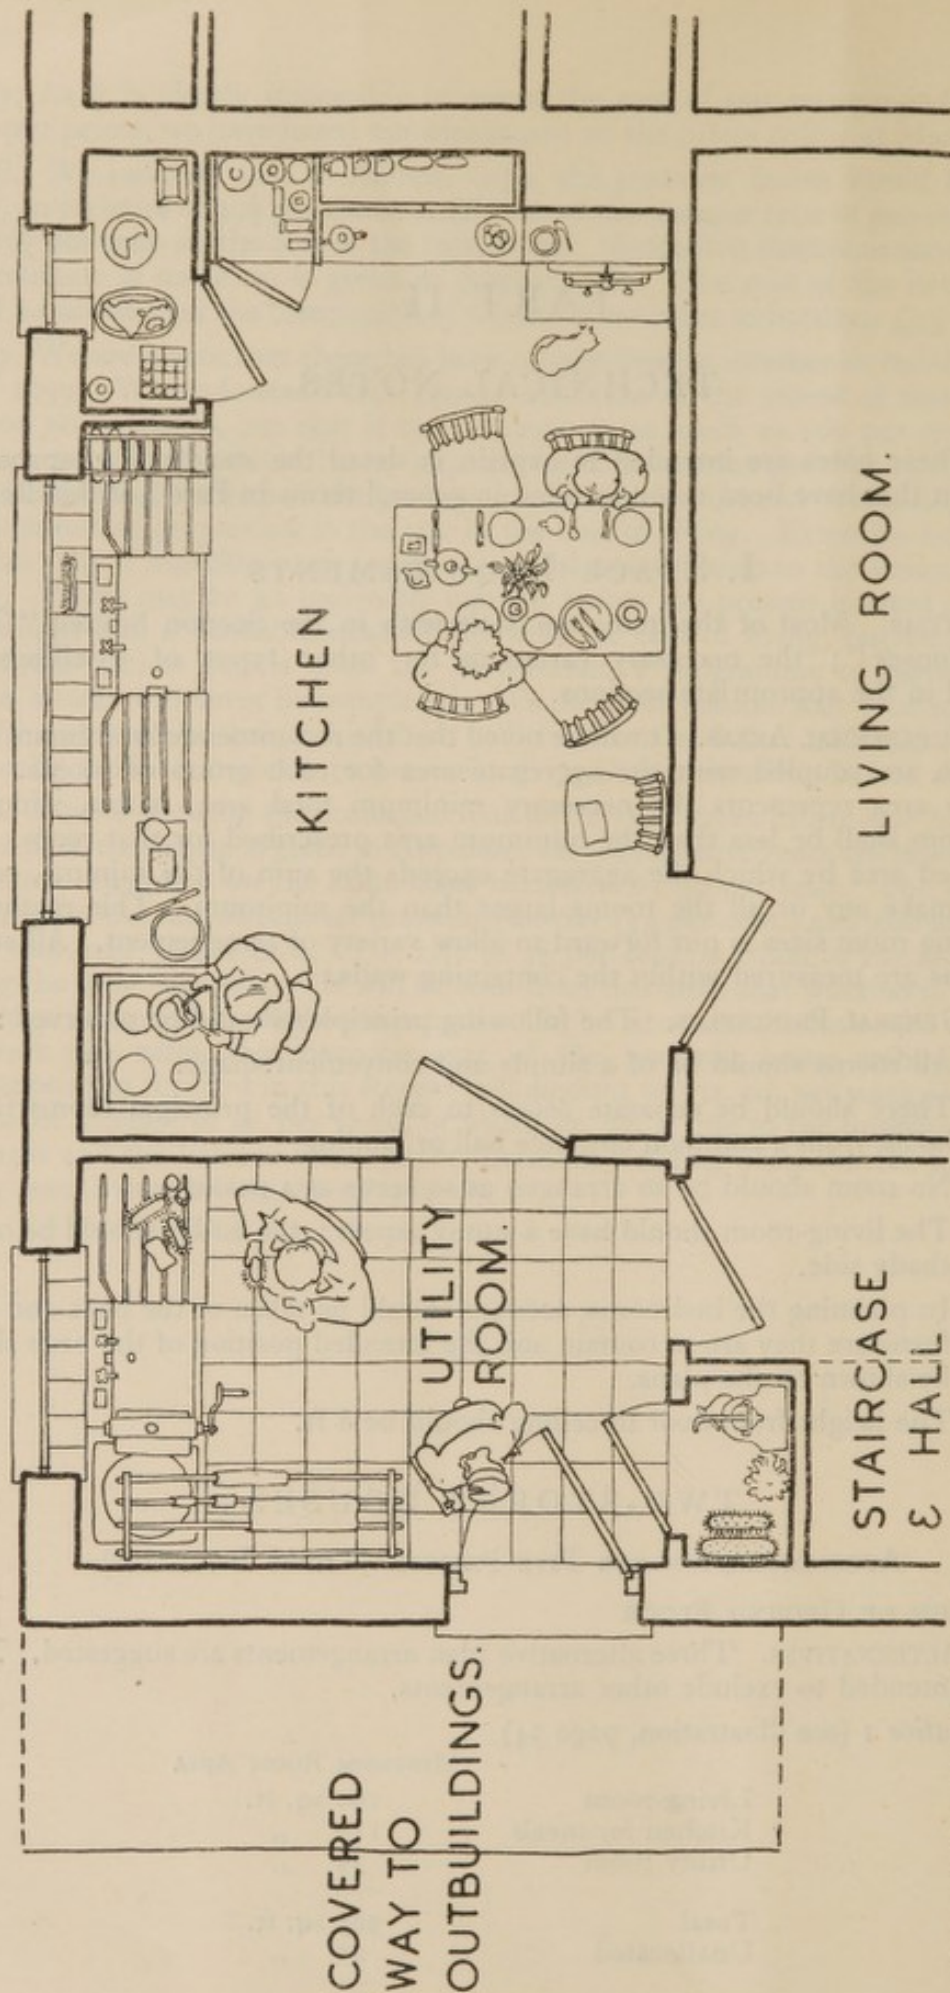 COVERED
WAY TO
OUTBUILDINGS.
UTILITY
ROOM.
KITCHEN
STAIRCASE
& HALL
LIVING ROOM.